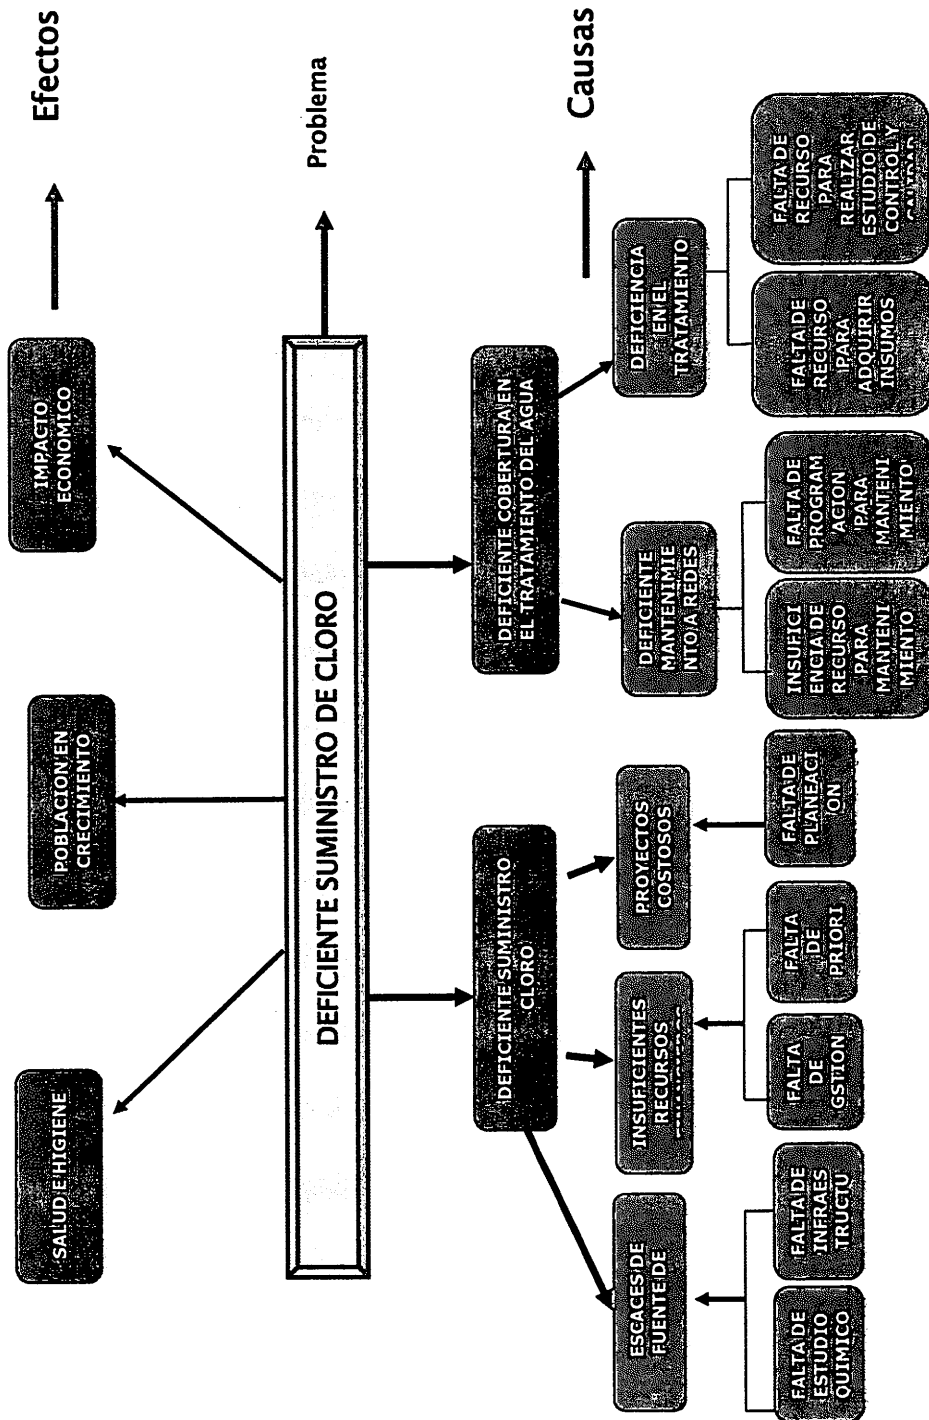 SALUD E HIGIENE
POBLACION EN
CRECIMIENTO
IMPACTO
ECONOMICO
Efectos
DEFICIENTE SUMINISTRO DE CLORO
Problema
DEFICIENTE SUMINISTRO
CLORO
DEFICIENTE COBERTURA EN
EL TRATAMIENTO DEL AGUA
Causas
ESCACES DE
FUENTE DE
INSUFICIENTES
RECURSOS
PROYECTOS
COSTOSOS
DEFICIENTE
MANTENIMIE
NTO A REDES
DEFICIENCIA
EN EL
TRATAMIENTO
FALTA DE
ESTUDIO
QUIMICO
FALTA DE
INFRAES
TRUCTU
FALTA
DE
GSTION
FALTA
DE
PRIORI
FALTA DE
PLANEACI
ON
INSUFICI
ENCIA DE
RECURSO
PARA
MANTENI
MIENTO
FALTA DE
PROGRAM
ACION
PARA
MANTENI
MIENTO
FALTA DE
RECURSO
PARA
ADQUIRIR
INSUMOS
FALTA DE
RECURSO
PARA
REALIZAR
ESTUDIO DE
CONTROL Y